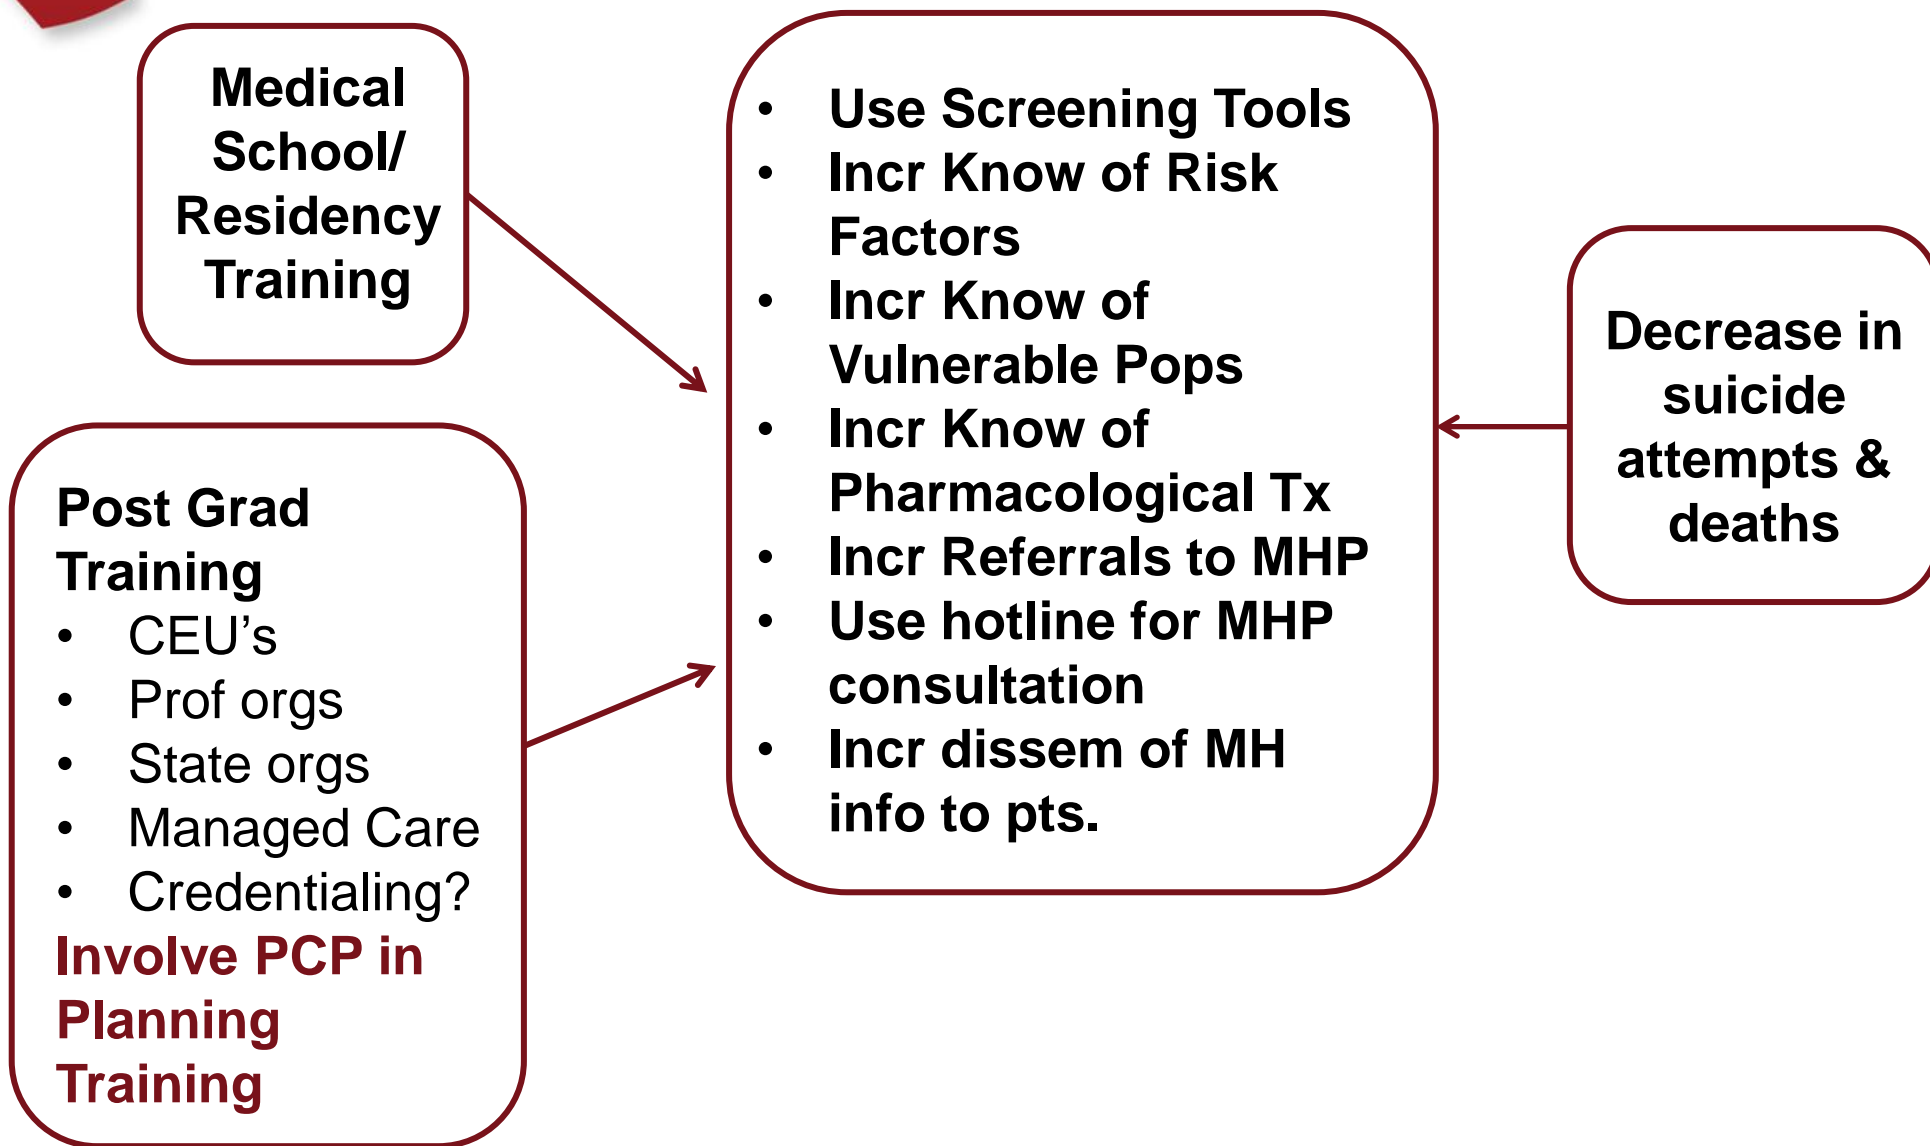 Medical
School/
Residency
Training
Post Grad
Training
• CEU’s
• Prof orgs
• State orgs
• Managed Care
• Credentialing?
Involve PCP in
Planning
Training
• Use Screening Tools
• Incr Know of Risk
Factors
• Incr Know of
Vulnerable Pops
• Incr Know of
Pharmacological Tx
• Incr Referrals to MHP
• Use hotline for MHP
consultation
• Incr dissem of MH
info to pts.
Decrease in
suicide
attempts &
deaths